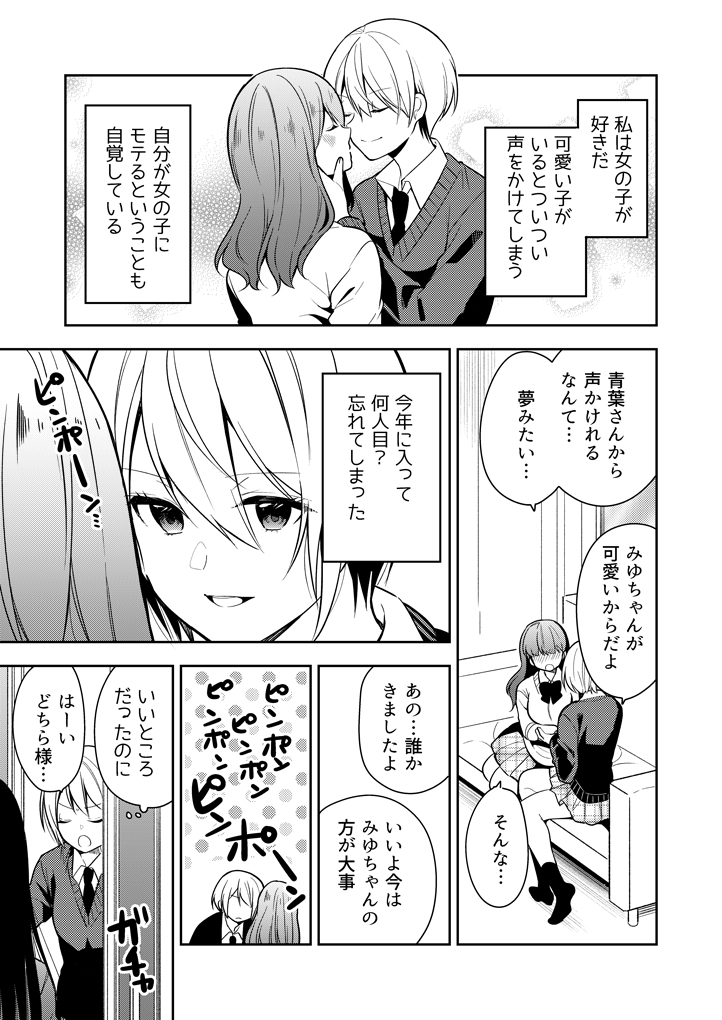 私は女の子が
好きだ
可愛い子が
いるとついつい
声をかけてしまう
自分が女の子に
モテるということも
自覚している
青葉さんから
声かけれる
なんて…
夢みたい…
みゆちゃんが
可愛いからだよ
そんな…
今年に入って
何人目？
忘れてしまった
ピンポーン…
あの…誰か
きましたよ
いいよ今は
みゆちゃんの
方が大事
ピンポン
ピンポン
ピンポン
ピンポーン
いいところ
だったのに
はーい
どちら様…
ガチャ